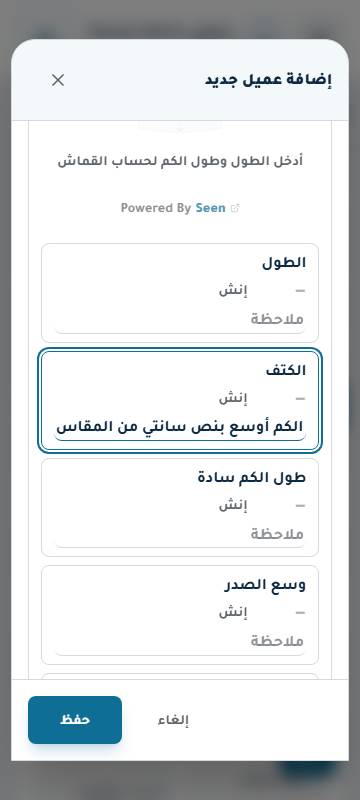 إضافة عميل جديد
أدخل الطول وطول الكم لحساب القماش
Powered By Seen
الطول
— إنش
ملاحظة
الكتف
— إنش
الكم أوسع بنص سانتي من المقاس
طول الكم سادة
— إنش
ملاحظة
وسع الصدر
— إنش
ملاحظة
إلغاء
حفظ